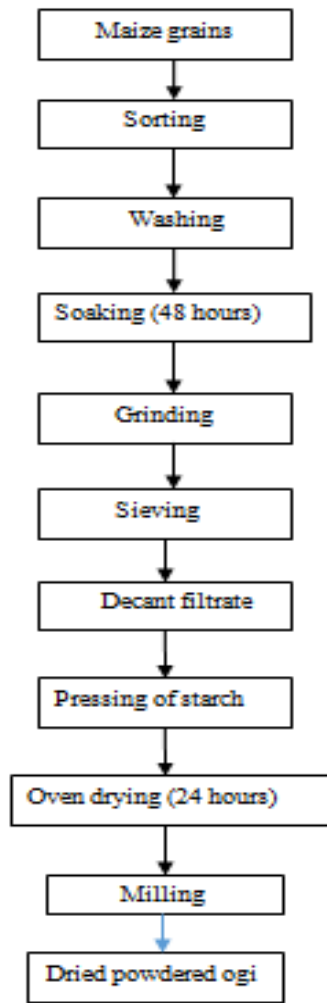 Maize grains
Sorting
Washing
Soaking (48 hours)
Grinding
Sieving
Decant filtrate
Pressing of starch
Oven drying (24 hours)
Milling
Dried powdered ogi